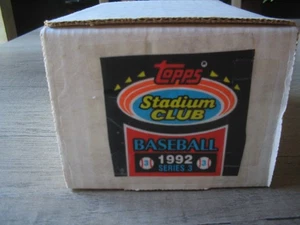 TOPPS
Stadium
CLUB
BASEBALL
1992
SERIES 3